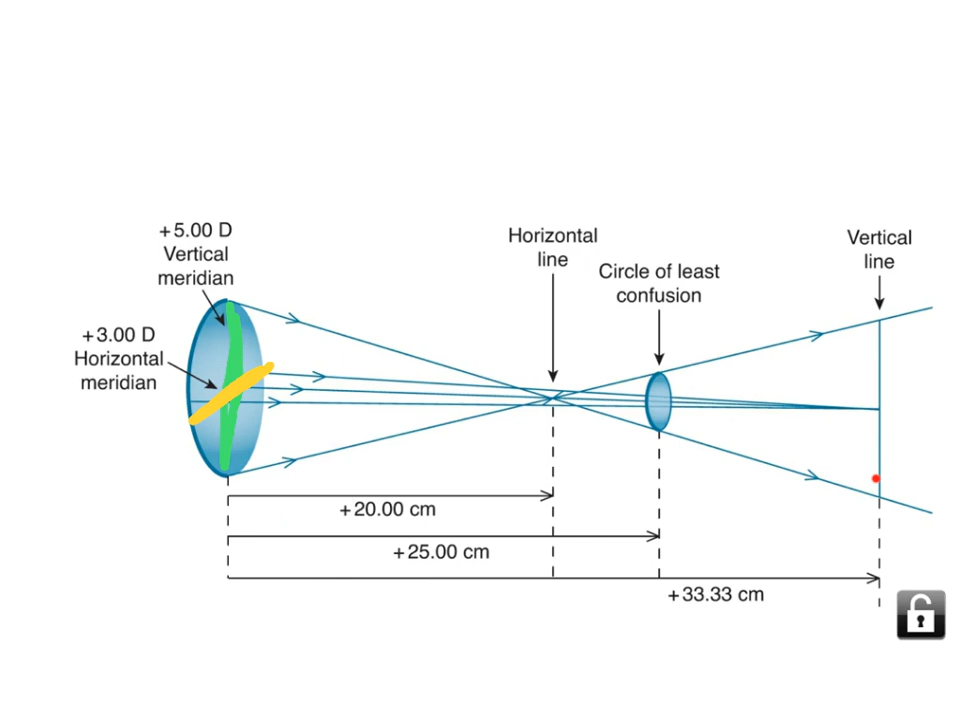 +5.00 D
Vertical
meridian
+3.00 D
Horizontal
meridian
Horizontal
line
Circle of least
confusion
Vertical
line
+20.00 cm
+25.00 cm
+33.33 cm